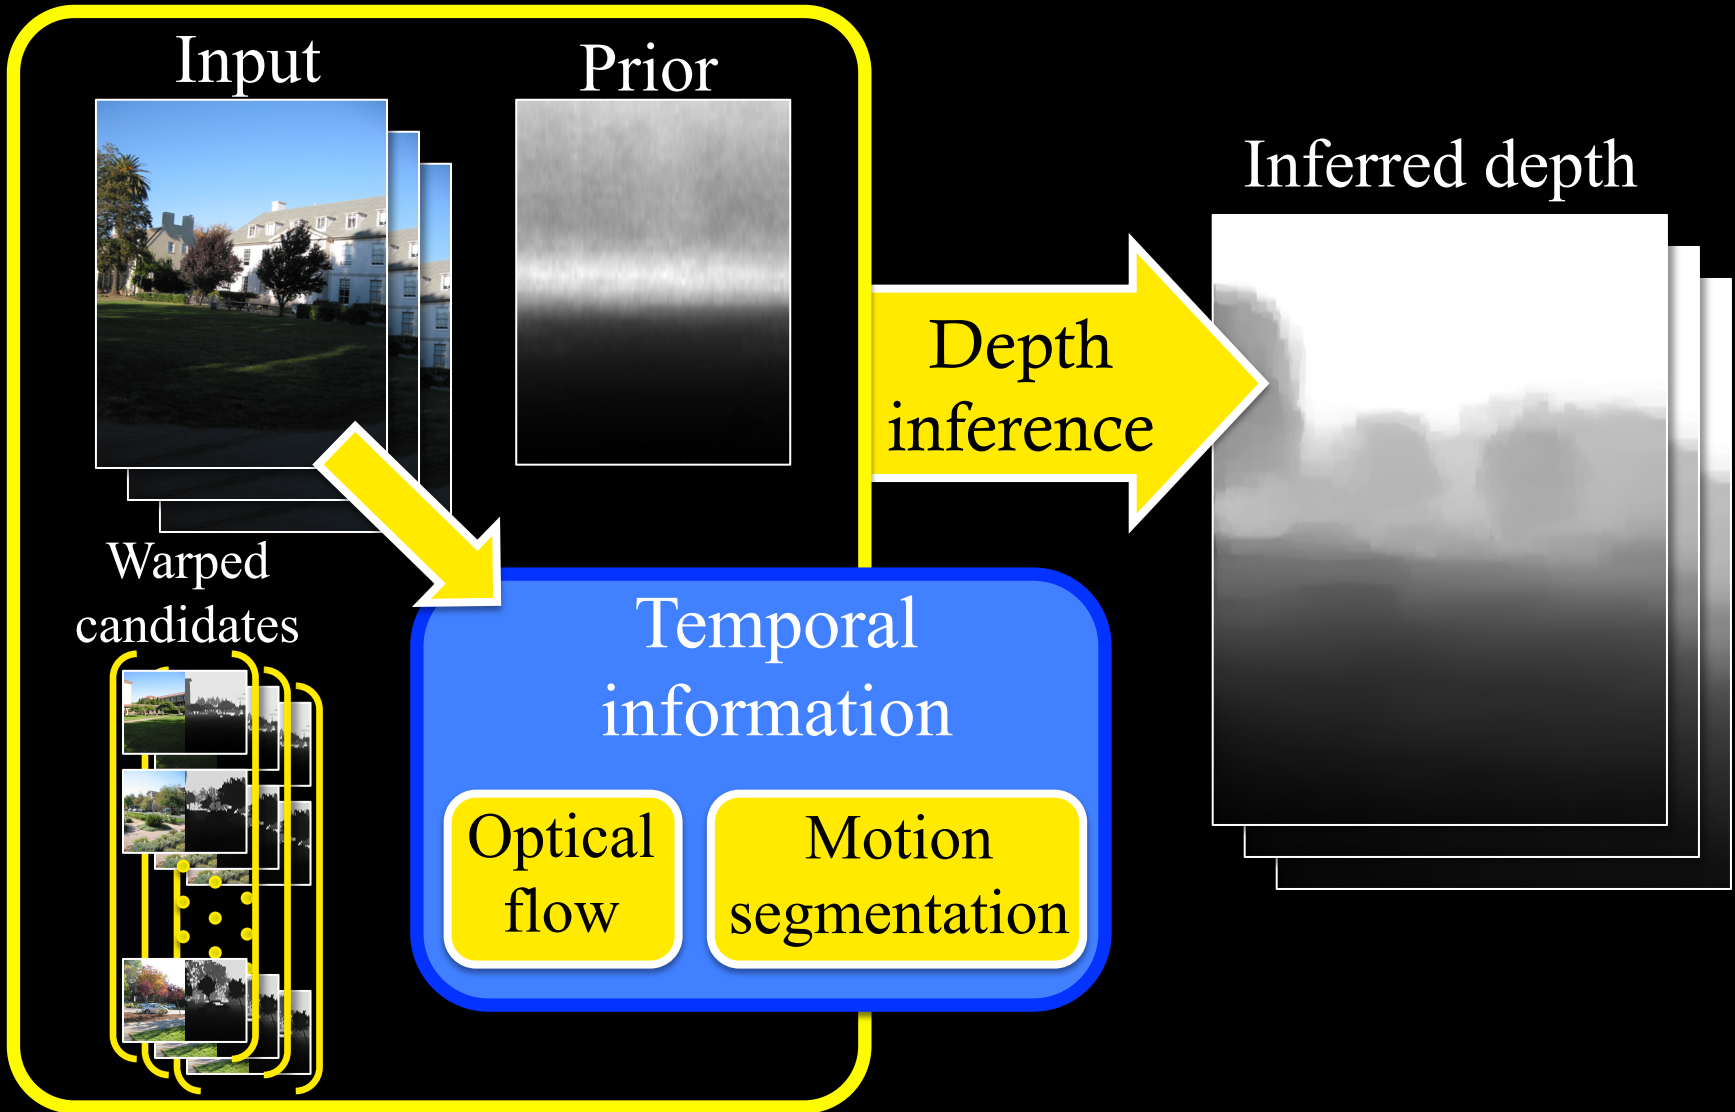 Input
Prior
Inferred depth
Depth
inference
Warped
candidates
Temporal
information
Optical
flow
Motion
segmentation